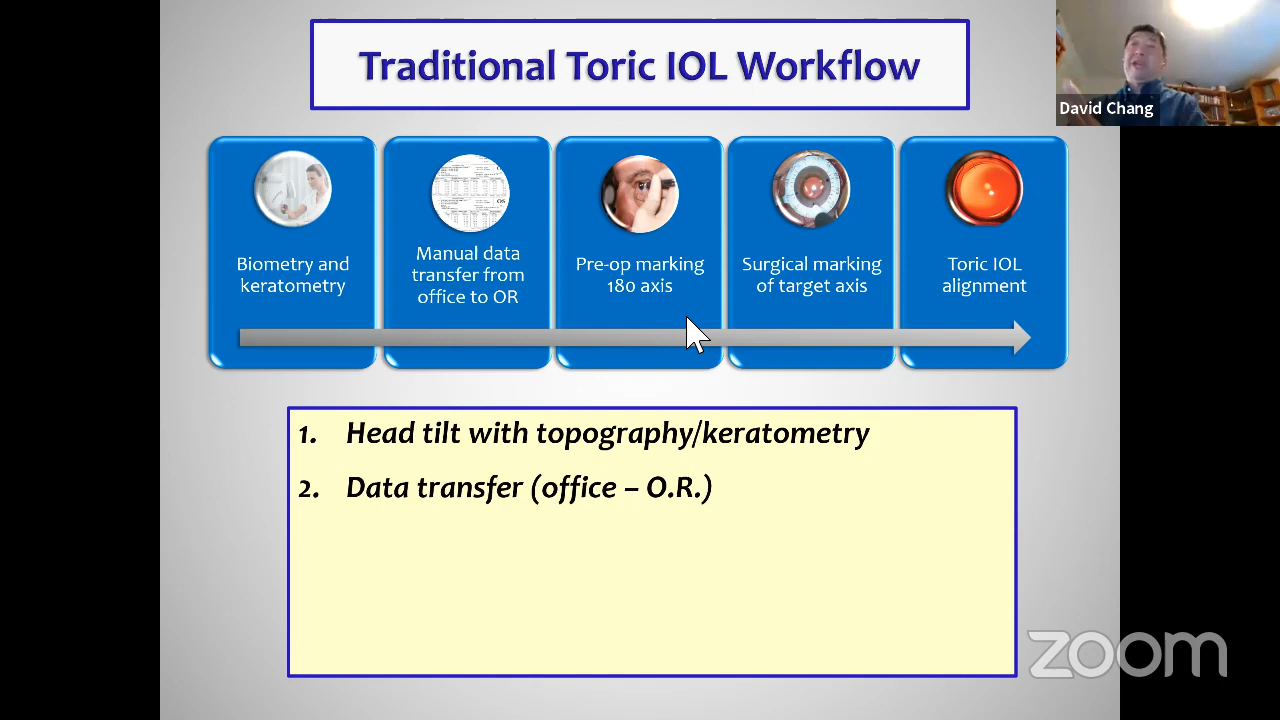 Traditional Toric IOL Workflow
David Chang
Biometry and
keratometry
Manual data
transfer from
office to OR
Pre-op marking
180 axis
Surgical marking
of target axis
Toric IOL
alignment
1. Head tilt with topography/keratometry
2. Data transfer (office – O.R.)
zoom